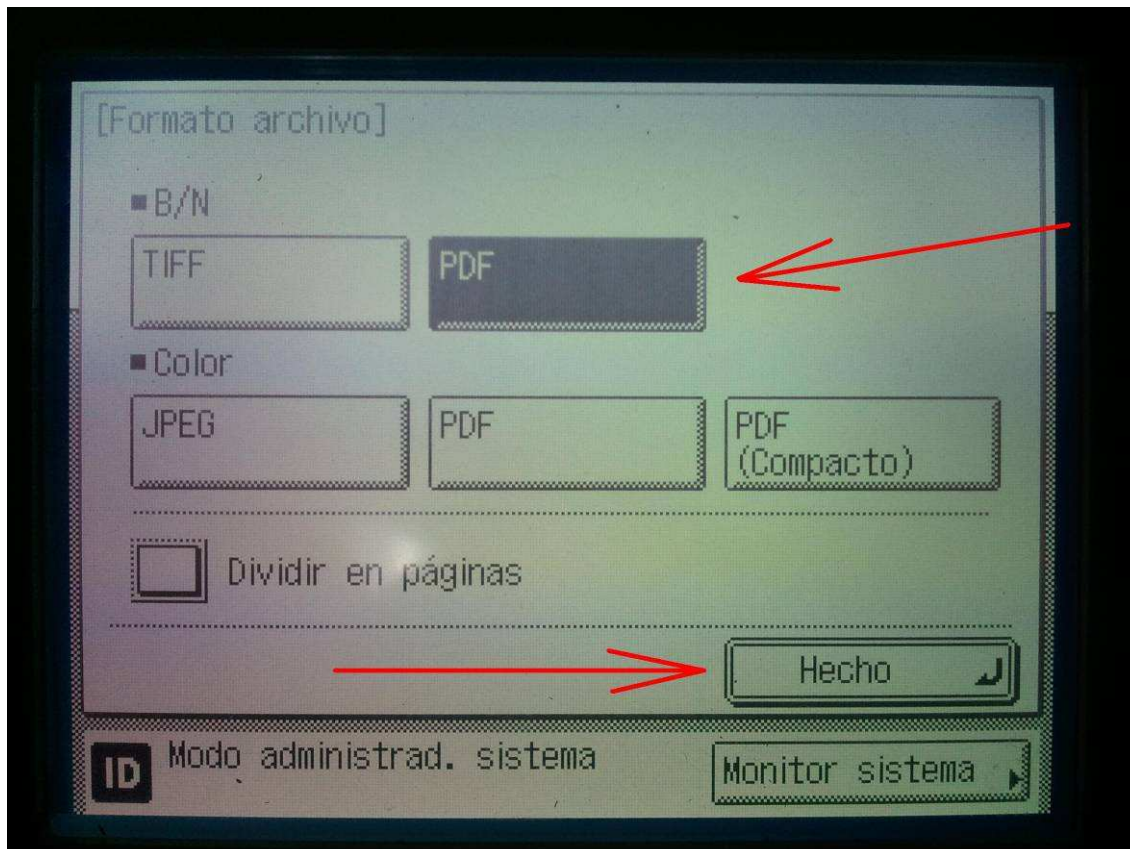 [Formato archivo]
■B/N
TIFF PDF
■Color
JPEG PDF PDF
(Compacto)
Dividir en páginas
Hecho
ID Modo administrad. sistema Monitor sistema